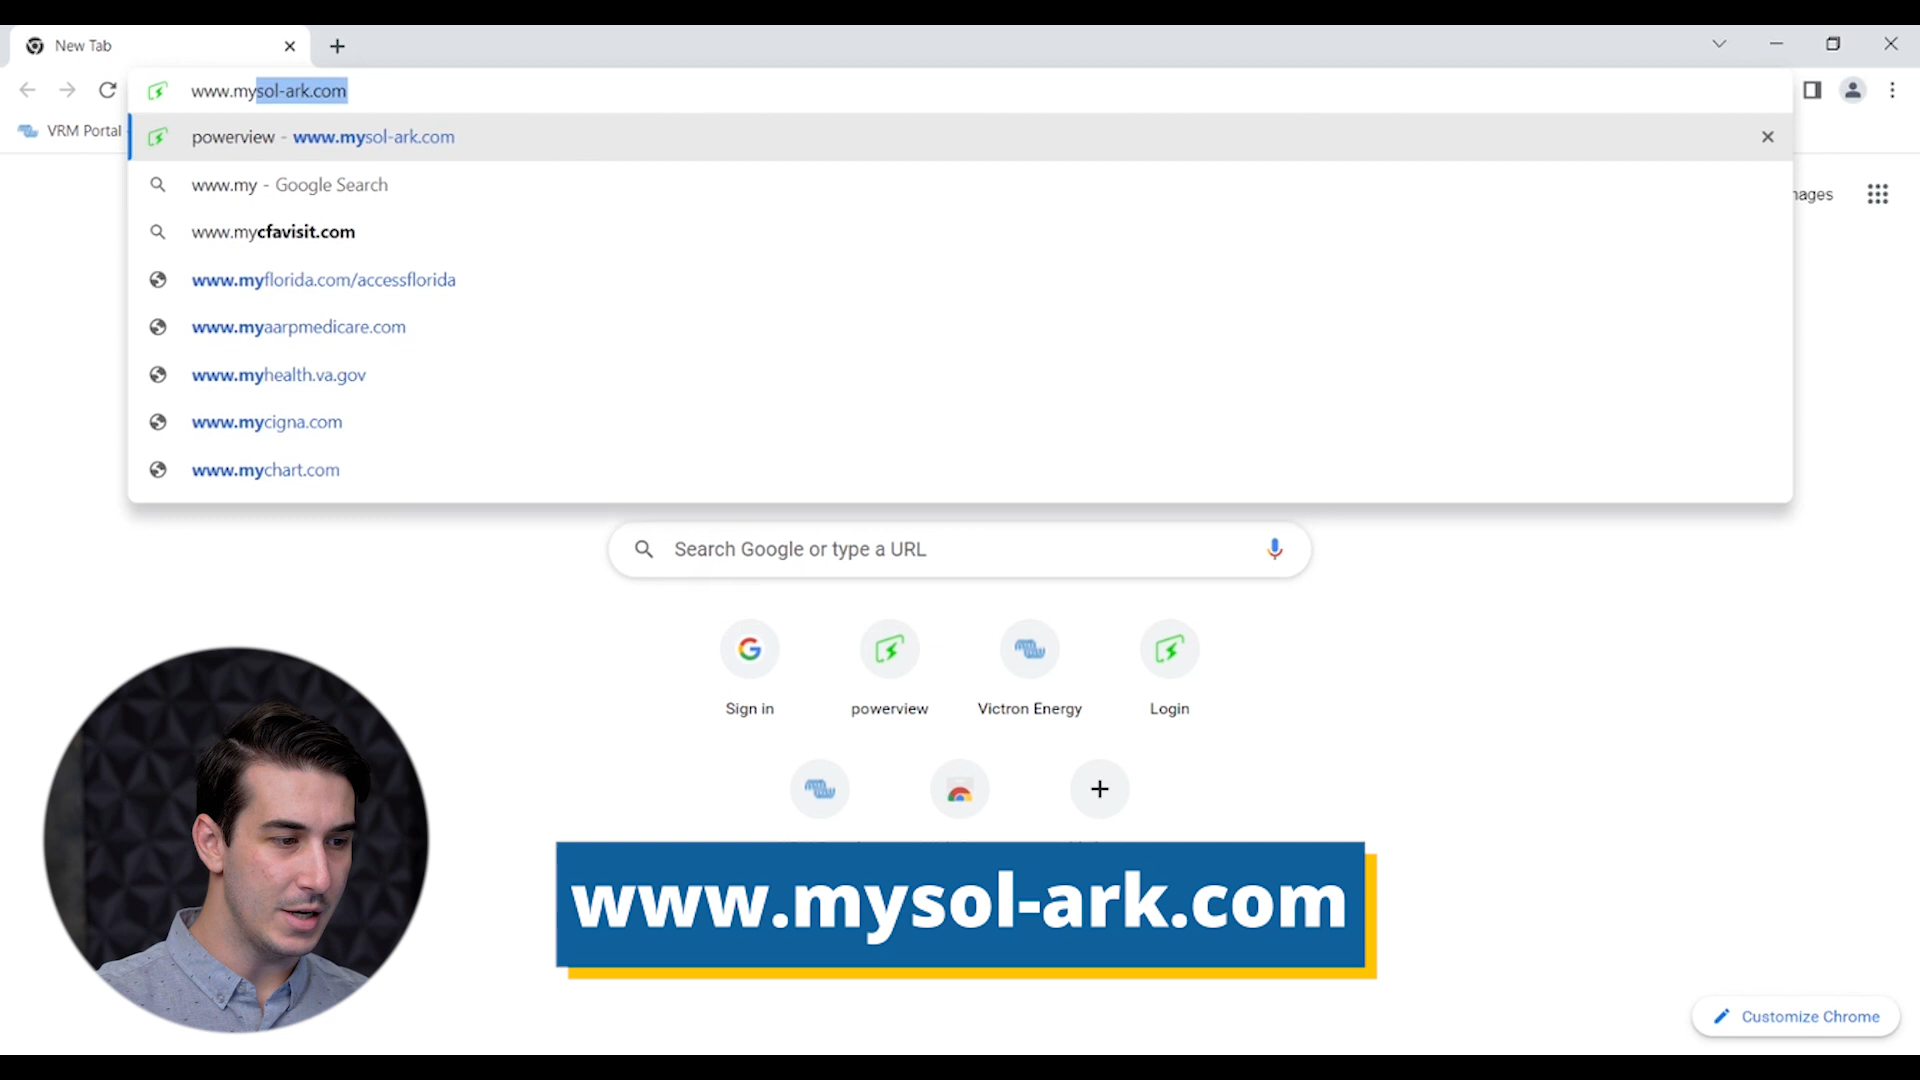 New Tab
www.mysol-ark.com
VRM Portal
powerview - www.mysol-ark.com
www.my - Google Search
www.mycfavisit.com
www.myflorida.com/accessflorida
www.myaarpmedicare.com
www.myhealth.va.gov
www.mycigna.com
www.mychart.com
Search Google or type a URL
Sign in
powerview
Victron Energy
Login
www.mysol-ark.com
Customize Chrome